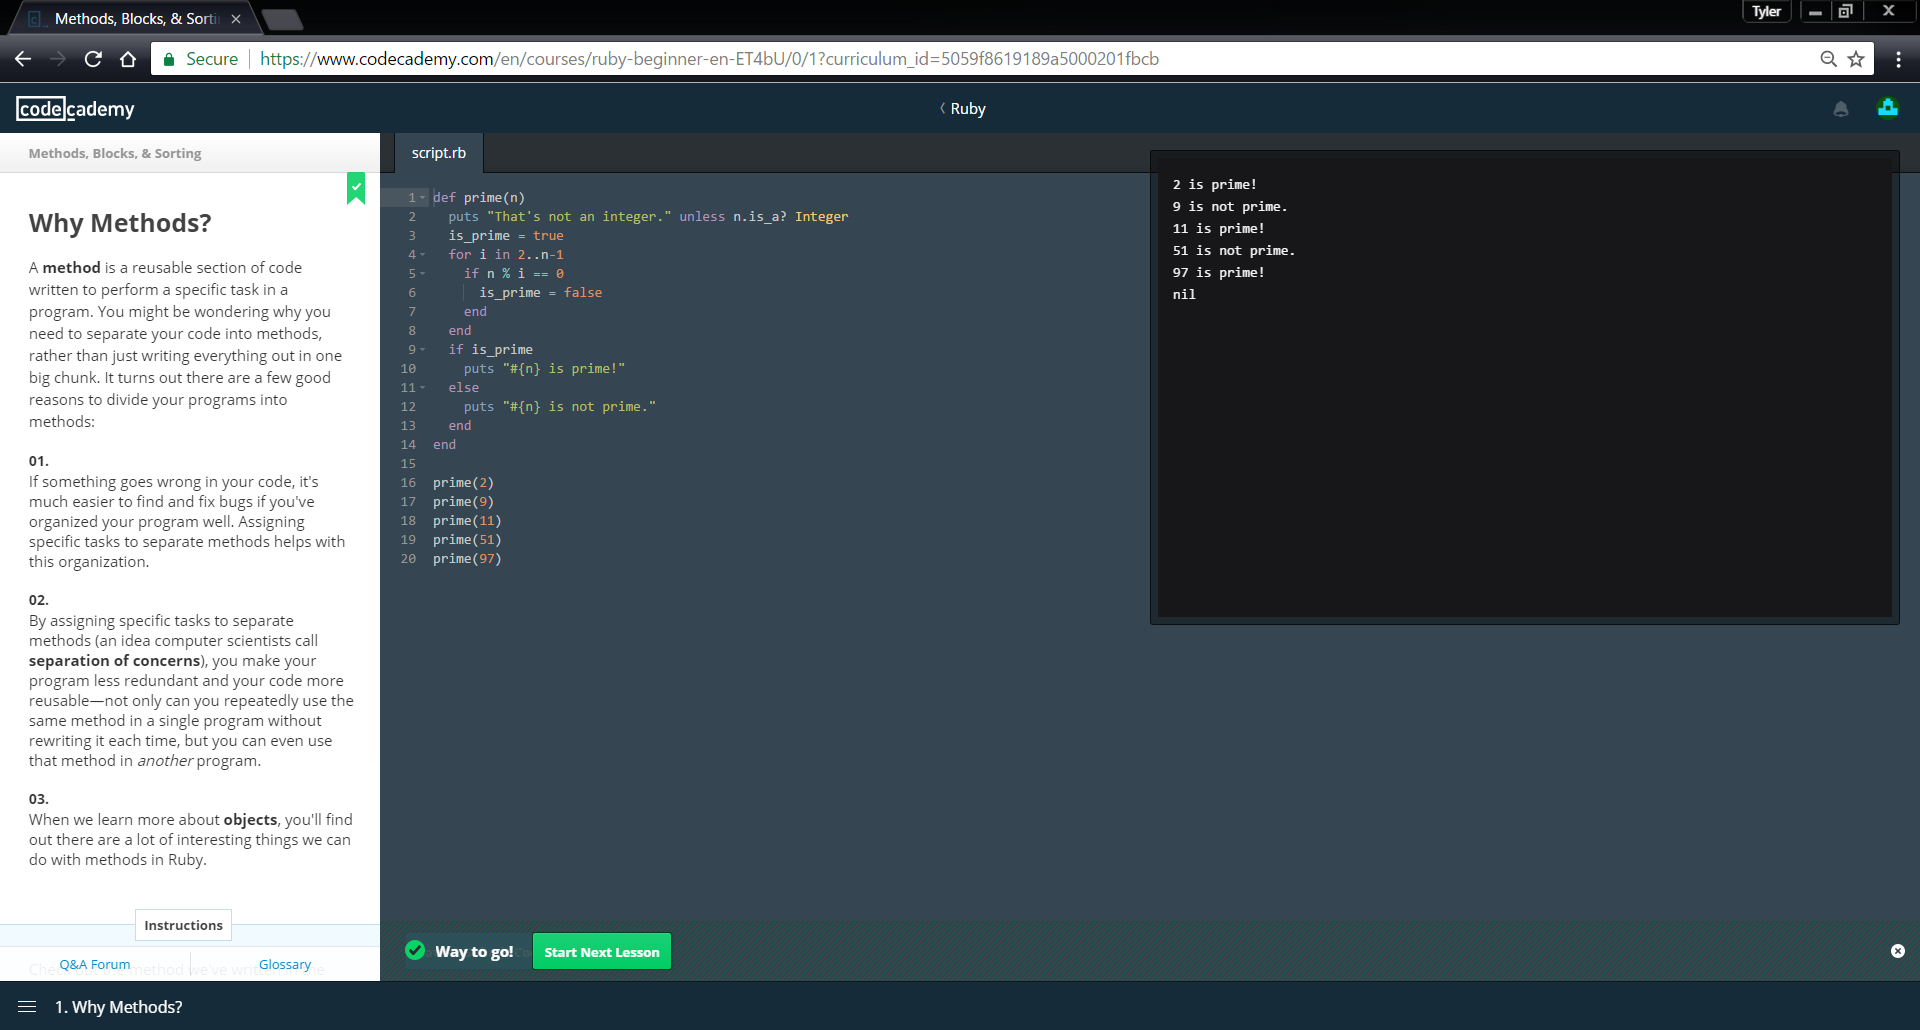 Methods, Blocks, & Sorti
Tyler
Secure
https://www.codecademy.com/en/courses/ruby-beginner-en-ET4bU/0/1?curriculum_id=5059f8619189a5000201fbcb
codecademy
Ruby
Methods, Blocks, & Sorting
Why Methods?
A method is a reusable section of code
written to perform a specific task in a
program. You might be wondering why you
need to separate your code into methods,
rather than just writing everything out in one
big chunk. It turns out there are a few good
reasons to divide your programs into
methods:
01.
If something goes wrong in your code, it's
much easier to find and fix bugs if you've
organized your program well. Assigning
specific tasks to separate methods helps with
this organization.
02.
By assigning specific tasks to separate
methods (an idea computer scientists call
separation of concerns), you make your
program less redundant and your code more
reusable—not only can you repeatedly use the
same method in a single program without
rewriting it each time, but you can even use
that method in another program.
03.
When we learn more about objects, you'll find
out there are a lot of interesting things we can
do with methods in Ruby.
Instructions
Q&A Forum
Glossary
script.rb
1 def prime(n)
2 puts "That's not an integer." unless n.is_a? Integer
3 is_prime = true
4 for i in 2..n-1
5 if n % i == 0
6 is_prime = false
7 end
8 end
9 if is_prime
10 puts "#{n} is prime!"
11 else
12 puts "#{n} is not prime."
13 end
14 end
15
16 prime(2)
17 prime(9)
18 prime(11)
19 prime(51)
20 prime(97)
2 is prime!
9 is not prime.
11 is prime!
51 is not prime.
97 is prime!
nil
Way to go!
Start Next Lesson
1. Why Methods?